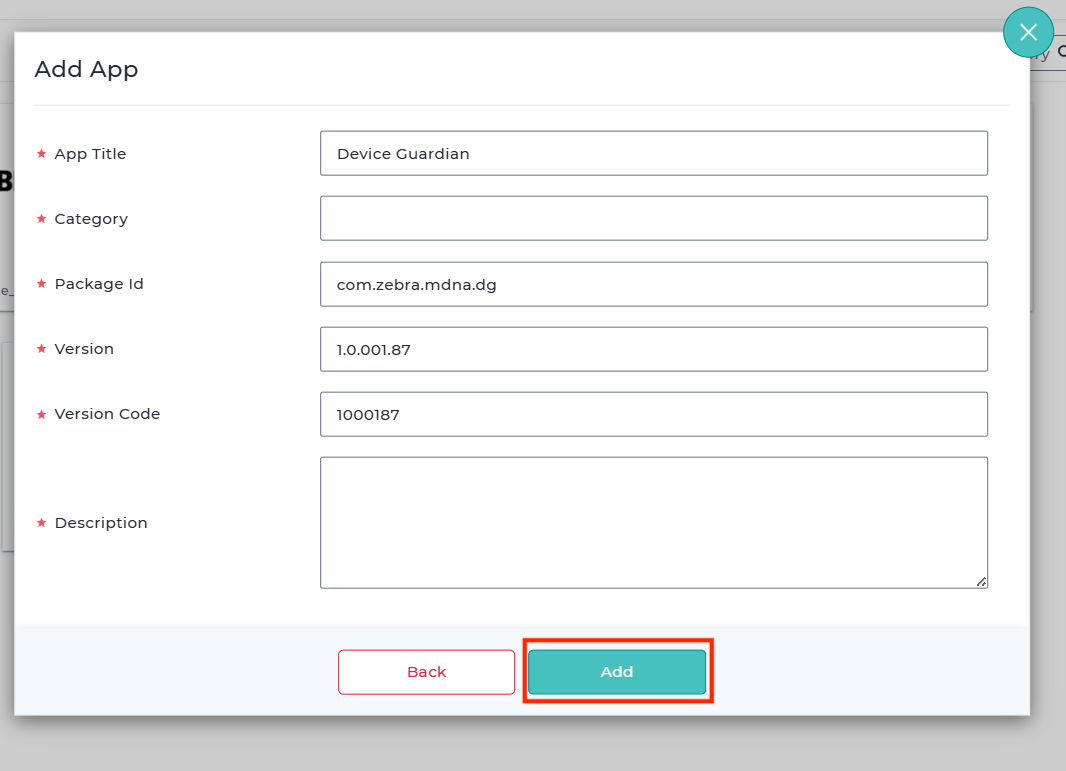 Add App
★ App Title
Device Guardian
★ Category
★ Package Id
com.zebra.mdna.dg
★ Version
1.0.001.87
★ Version Code
1000187
★ Description
Back
Add